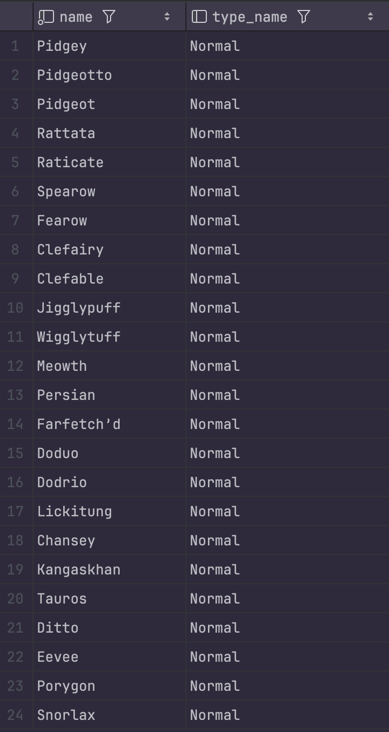 name type_name
1 Pidgey Normal
2 Pidgeotto Normal
3 Pidgeot Normal
4 Rattata Normal
5 Raticate Normal
6 Spearow Normal
7 Fearow Normal
8 Clefairy Normal
9 Clefable Normal
10 Jigglypuff Normal
11 Wigglytuff Normal
12 Meowth Normal
13 Persian Normal
14 Farfetch’d Normal
15 Doduo Normal
16 Dodrio Normal
17 Lickitung Normal
18 Chansey Normal
19 Kangaskhan Normal
20 Tauros Normal
21 Ditto Normal
22 Eevee Normal
23 Porygon Normal
24 Snorlax Normal